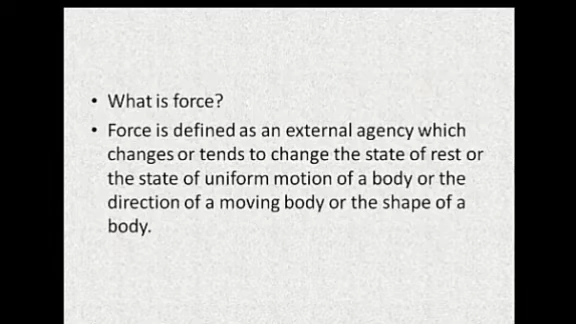 • What is force?
• Force is defined as an external agency which
changes or tends to change the state of rest or
the state of uniform motion of a body or the
direction of a moving body or the shape of a
body.